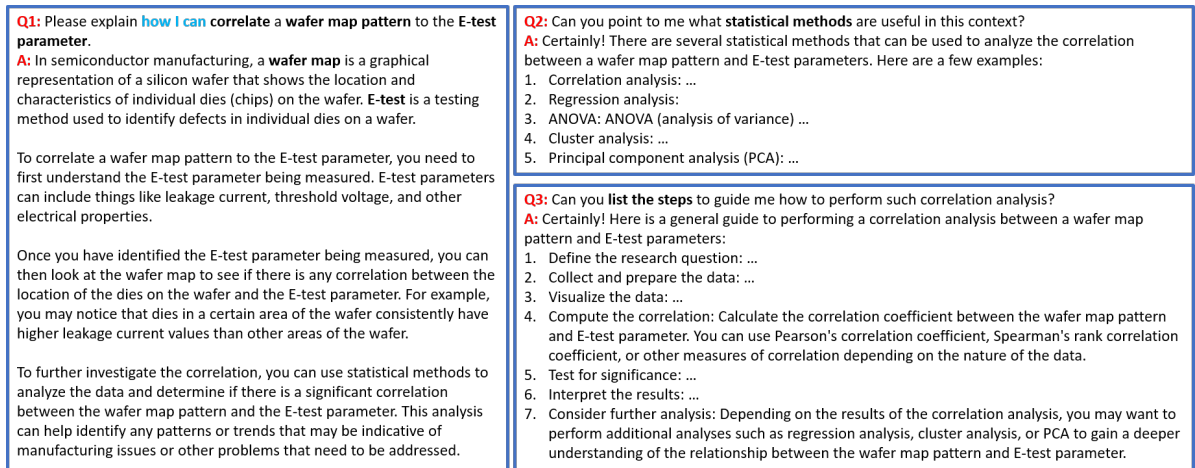 Q1: Please explain how I can correlate a wafer map pattern to the E-test
parameter.
A: In semiconductor manufacturing, a wafer map is a graphical
representation of a silicon wafer that shows the location and
characteristics of individual dies (chips) on the wafer. E-test is a testing
method used to identify defects in individual dies on a wafer.
To correlate a wafer map pattern to the E-test parameter, you need to
first understand the E-test parameter being measured. E-test parameters
can include things like leakage current, threshold voltage, and other
electrical properties.
Once you have identified the E-test parameter being measured, you can
then look at the wafer map to see if there is any correlation between the
location of the dies on the wafer and the E-test parameter. For example,
you may notice that dies in a certain area of the wafer consistently have
higher leakage current values than other areas of the wafer.
To further investigate the correlation, you can use statistical methods to
analyze the data and determine if there is a significant correlation
between the wafer map pattern and the E-test parameter. This analysis
can help identify any patterns or trends that may be indicative of
manufacturing issues or other problems that need to be addressed.
Q2: Can you point to me what statistical methods are useful in this context?
A: Certainly! There are several statistical methods that can be used to analyze the correlation
between a wafer map pattern and E-test parameters. Here are a few examples:
1. Correlation analysis: ...
2. Regression analysis:
3. ANOVA: ANOVA (analysis of variance) ...
4. Cluster analysis: ...
5. Principal component analysis (PCA): ...
Q3: Can you list the steps to guide me how to perform such correlation analysis?
A: Certainly! Here is a general guide to performing a correlation analysis between a wafer map
pattern and E-test parameters:
1. Define the research question: ...
2. Collect and prepare the data: ...
3. Visualize the data: ...
4. Compute the correlation: Calculate the correlation coefficient between the wafer map pattern
and E-test parameter. You can use Pearson's correlation coefficient, Spearman's rank correlation
coefficient, or other measures of correlation depending on the nature of the data.
5. Test for significance: ...
6. Interpret the results: ...
7. Consider further analysis: Depending on the results of the correlation analysis, you may want to
perform additional analyses such as regression analysis, cluster analysis, or PCA to gain a deeper
understanding of the relationship between the wafer map pattern and E-test parameter.